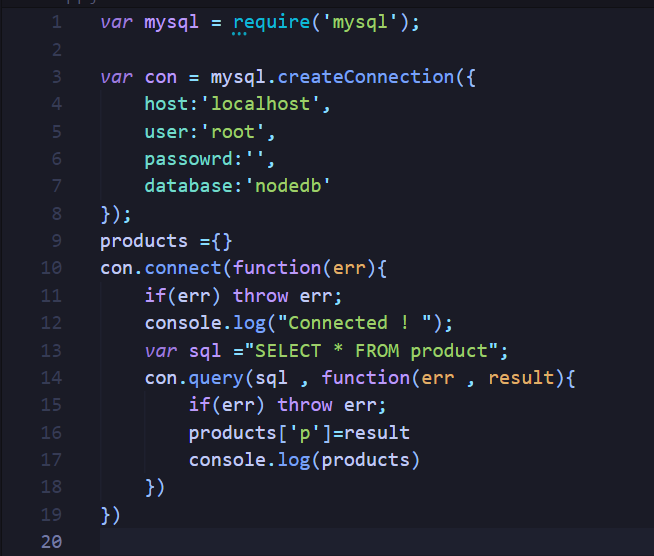 1 var mysql = require('mysql');
2
3 var con = mysql.createConnection({
4     host:'localhost',
5     user:'root',
6     passowrd:'',
7     database:'nodedb'
8 });
9 products ={}
10 con.connect(function(err){
11     if(err) throw err;
12     console.log("Connected ! ");
13     var sql ="SELECT * FROM product";
14     con.query(sql , function(err , result){
15         if(err) throw err;
16         products['p']=result
17         console.log(products)
18     })
19 })
20